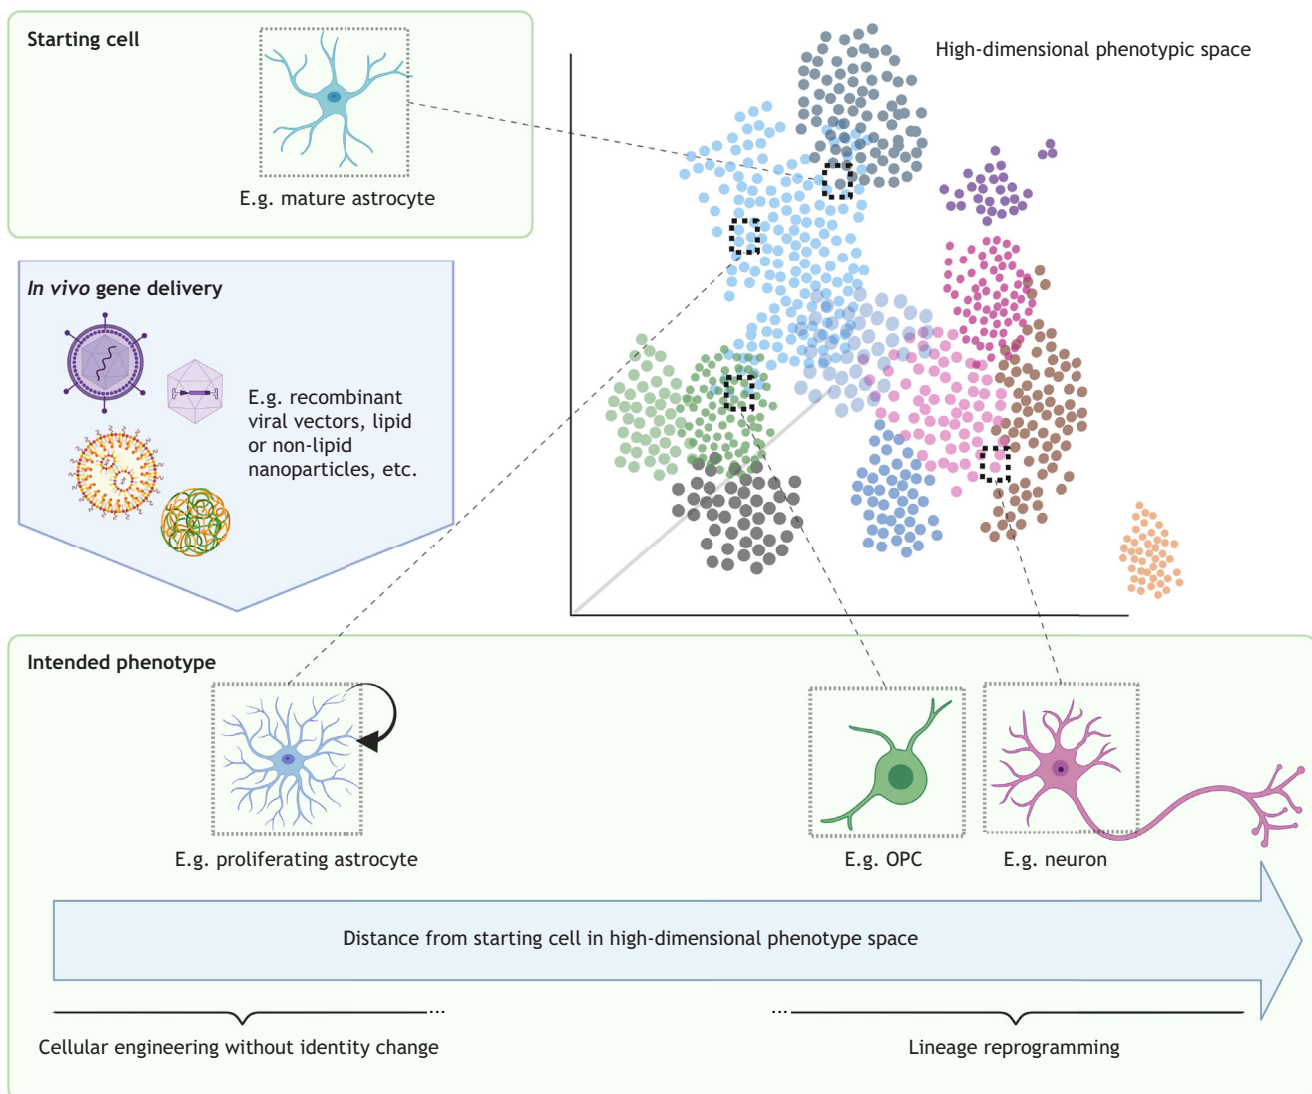 Starting cell
E.g. mature astrocyte
High-dimensional phenotypic space
In vivo gene delivery
E.g. recombinant
viral vectors, lipid
or non-lipid
nanoparticles, etc.
Intended phenotype
E.g. proliferating astrocyte
E.g. OPC
E.g. neuron
Distance from starting cell in high-dimensional phenotype space
...
...
Cellular engineering without identity change
Lineage reprogramming